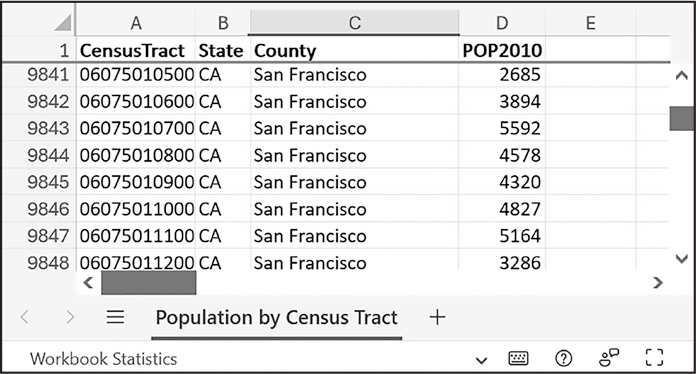 A B C D E
1 CensusTract State County POP2010
9841 06075010500 CA San Francisco 2685
9842 06075010600 CA San Francisco 3894
9843 06075010700 CA San Francisco 5592
9844 06075010800 CA San Francisco 4578
9845 06075010900 CA San Francisco 4320
9846 06075011000 CA San Francisco 4827
9847 06075011100 CA San Francisco 5164
9848 06075011200 CA San Francisco 3286
Population by Census Tract
Workbook Statistics